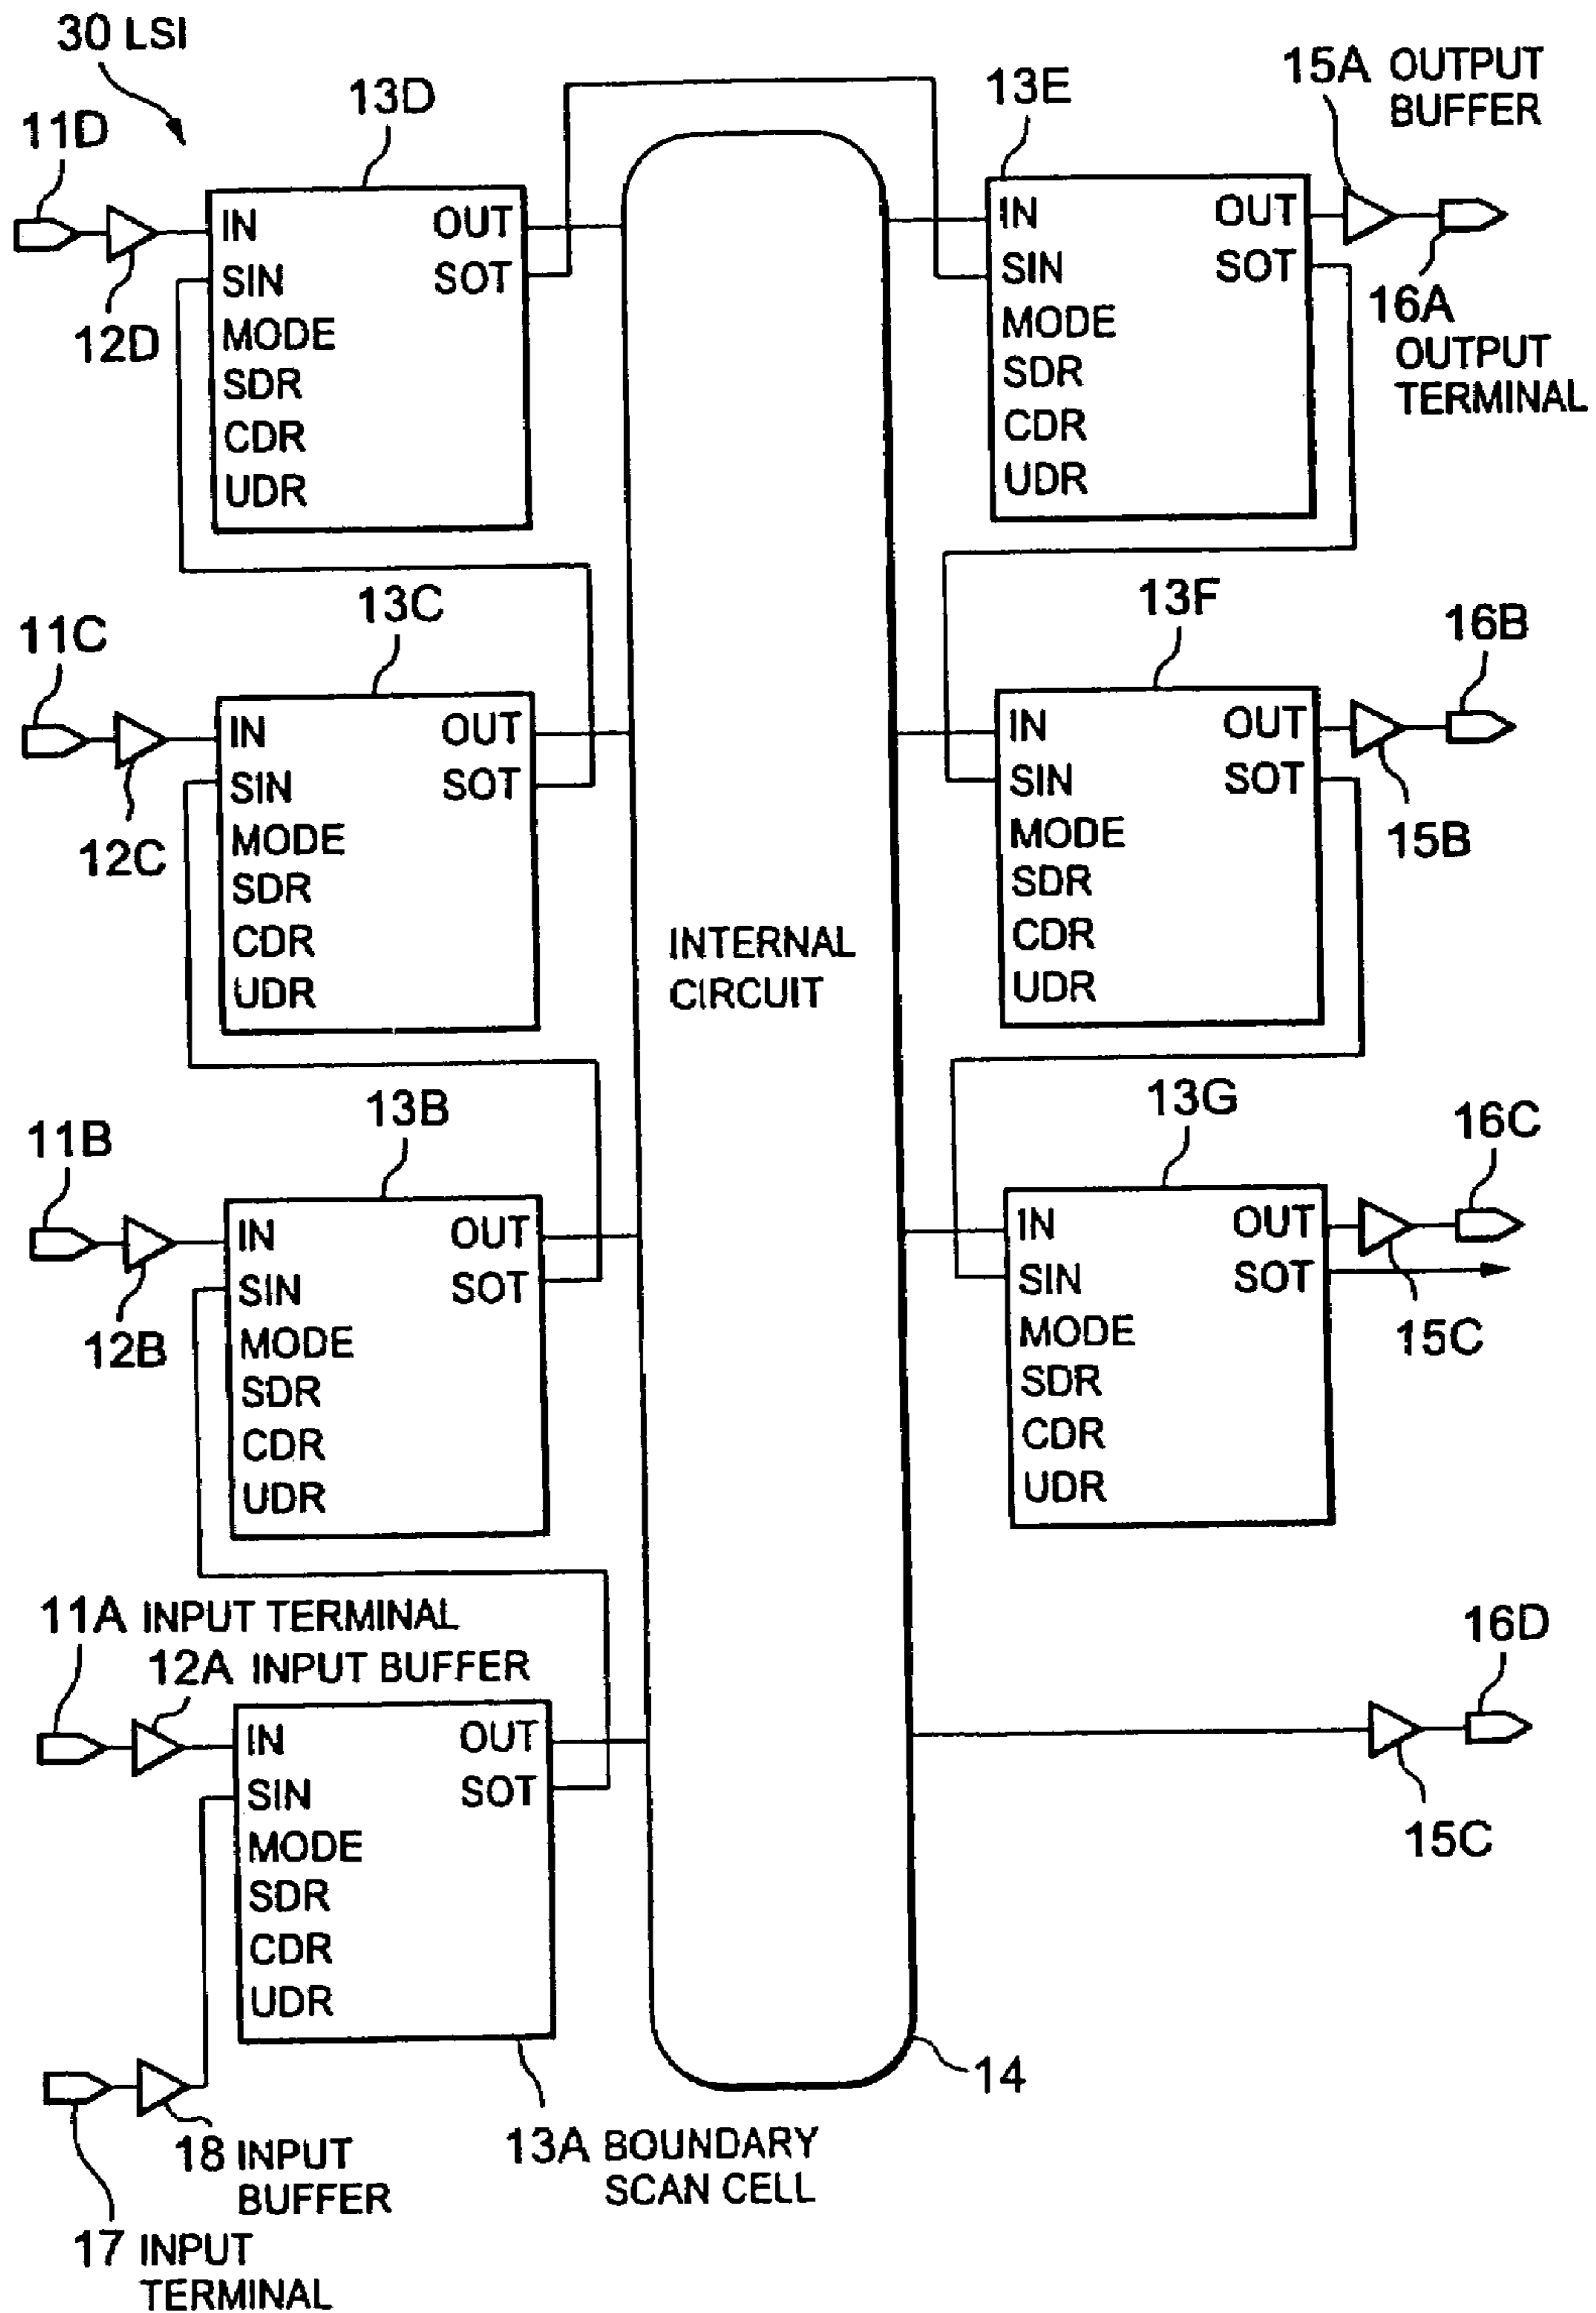 30 LSI
11D
12D
13D
IN
SIN
MODE
SDR
CDR
UDR
OUT
SOT
13E
IN
SIN
MODE
SDR
CDR
UDR
OUT
SOT
15A OUTPUT
BUFFER
16A
OUTPUT
TERMINAL
11C
12C
13C
IN
SIN
MODE
SDR
CDR
UDR
OUT
SOT
INTERNAL
CIRCUIT
13F
IN
SIN
MODE
SDR
CDR
UDR
OUT
SOT
16B
15B
11B
12B
13B
IN
SIN
MODE
SDR
CDR
UDR
OUT
SOT
13G
IN
SIN
MODE
SDR
CDR
UDR
OUT
SOT
16C
15C
11A INPUT TERMINAL
12A INPUT BUFFER
IN
SIN
MODE
SDR
CDR
UDR
OUT
SOT
16D
15C
14
13A BOUNDARY
SCAN CELL
18 INPUT
BUFFER
17 INPUT
TERMINAL